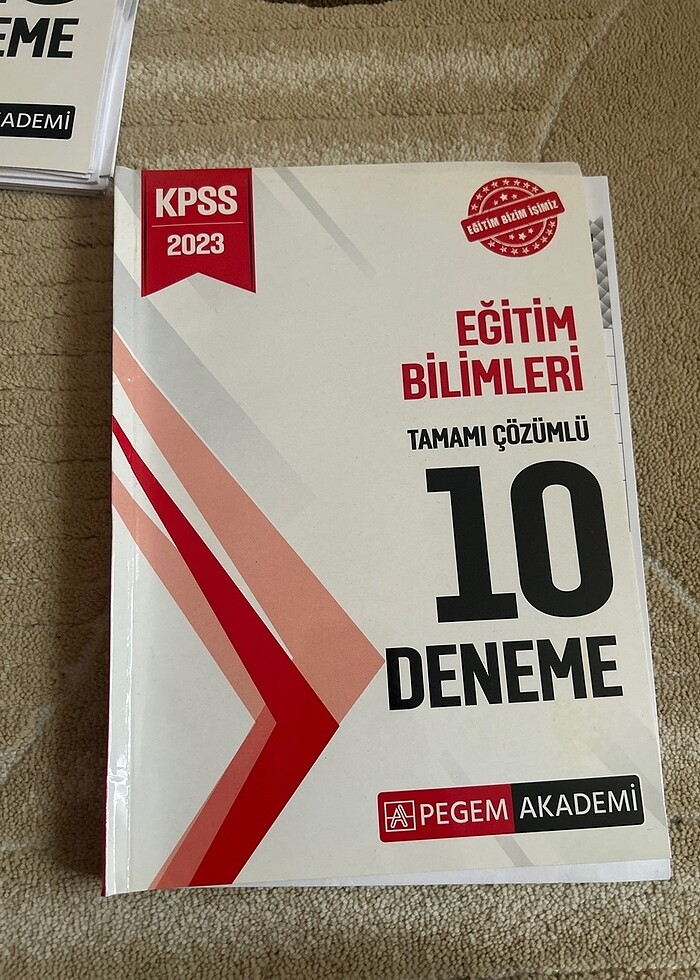 EME
ADEMİ
KPSS
2023
EĞİTİM BİZİM İŞİMİZ
EĞİTİM
BİLİMLERİ
TAMAMI ÇÖZÜMLÜ
10
DENEME
PEGEM AKADEMİ